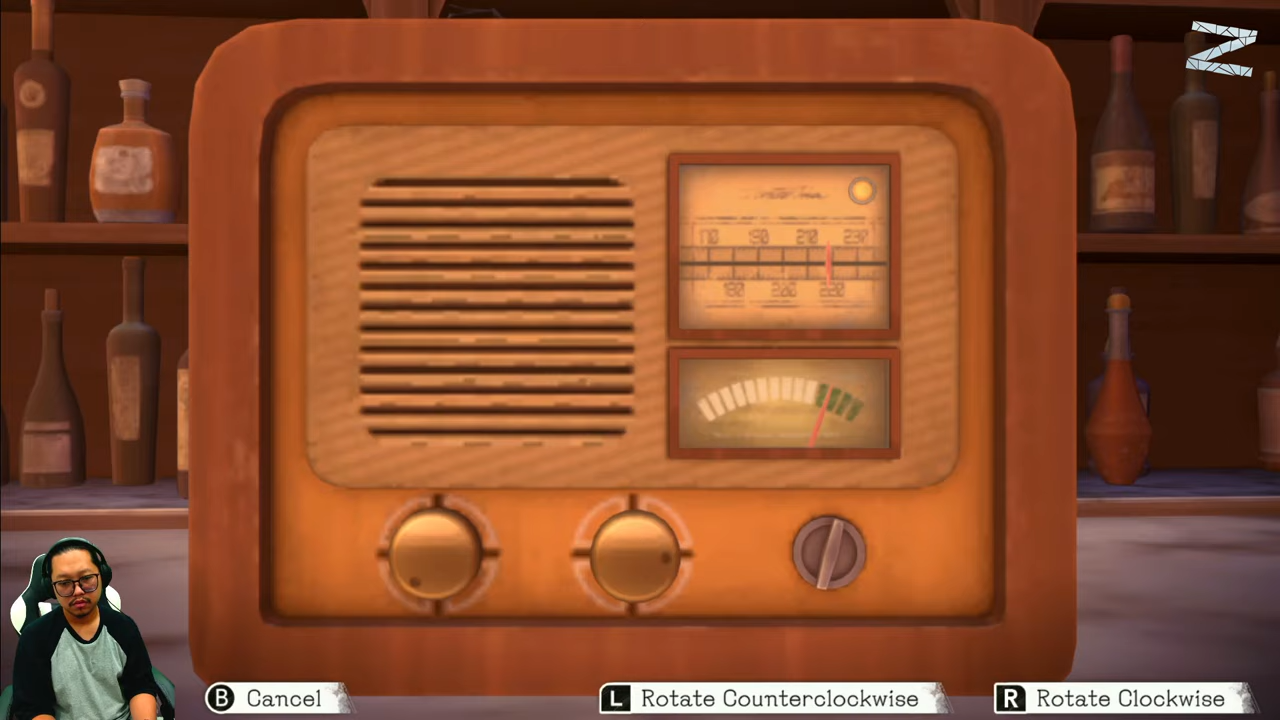 Z
170 190 210 230
180 200 220
B Cancel
L Rotate Counterclockwise
R Rotate Clockwise